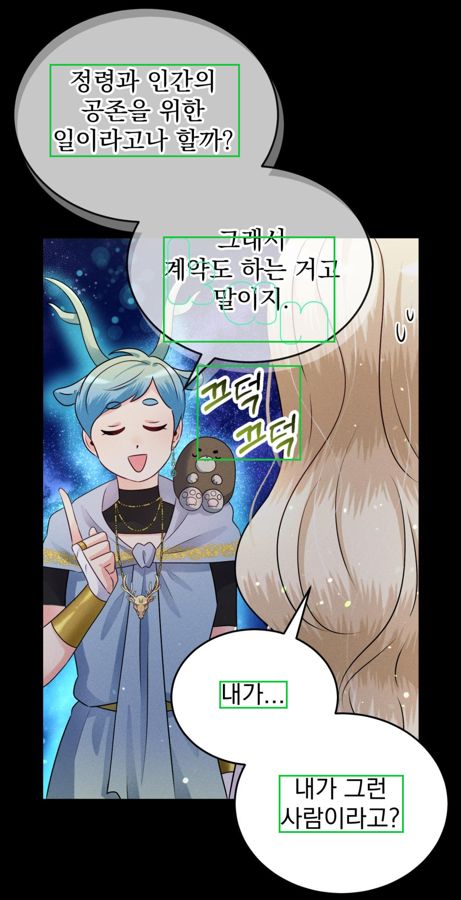 정령과 인간의
공존을 위한
일이라고나 할까?
그래서
계약도 하는 거고
말이지.
끄덕
끄덕
내가…
내가 그런
사람이라고?